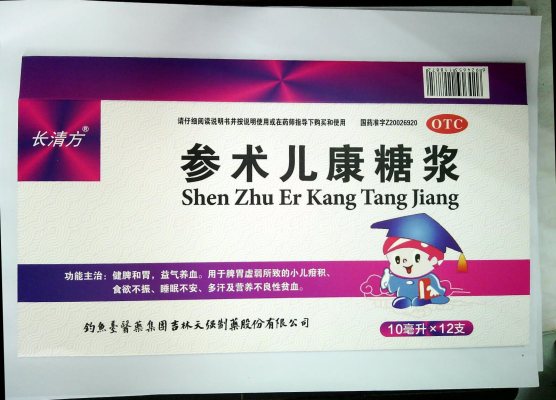 长清方®
请仔细阅读说明书并按说明使用或在药师指导下购买和使用 国药准字Z20026920 OTC
参术儿康糖浆
Shen Zhu Er Kang Tang Jiang
功能主治：健脾和胃，益气养血。用于脾胃虚弱所致的小儿疳积、
食欲不振、睡眠不安、多汗及营养不良性贫血。
钓鱼台医药集团吉林天强制药股份有限公司
10毫升×12支